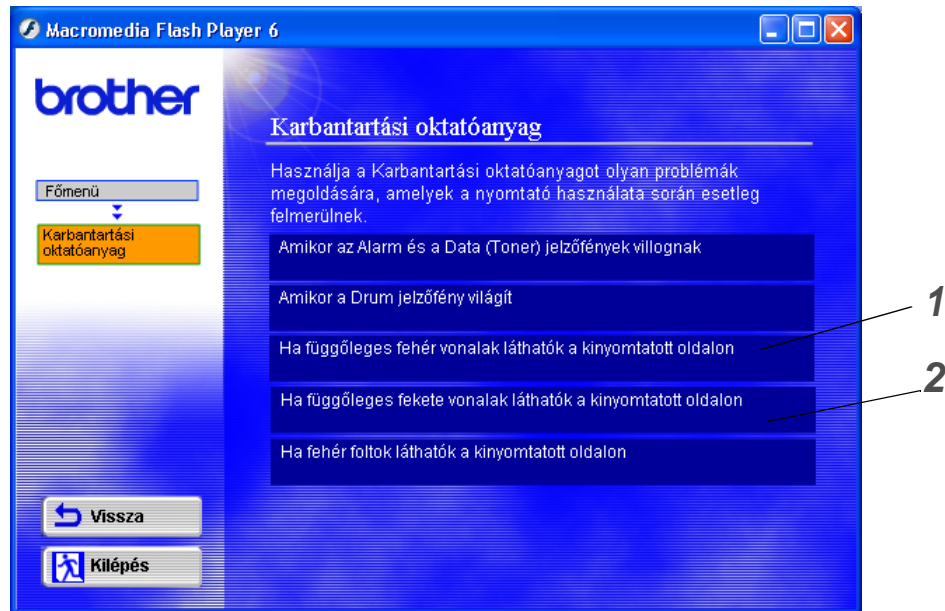 Macromedia Flash Player 6
brother
Karbantartási oktatóanyag
Használja a Karbantartási oktatóanyagot olyan problémák
megoldására, amelyek a nyomtató használata során esetleg
felmerülnek.
Főmenü
Karbantartási
oktatóanyag
Amikor az Alarm és a Data (Toner) jelzőfények villognak
Amikor a Drum jelzőfény világít
Ha függőleges fehér vonalak láthatók a kinyomtatott oldalon
1
Ha függőleges fekete vonalak láthatók a kinyomtatott oldalon
2
Ha fehér foltok láthatók a kinyomtatott oldalon
Vissza
Kilépés